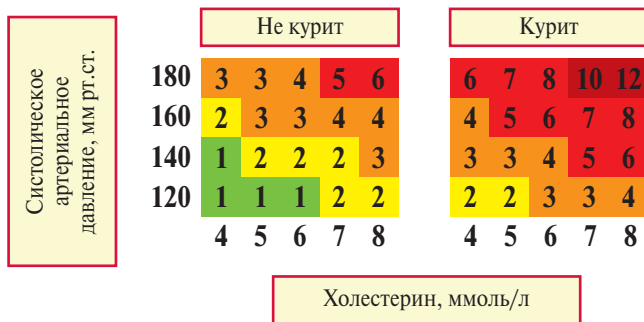 Не курит Курит
Систолическое
артериальное
давление, мм рт.ст.
180 3 3 4 5 6 6 7 8 10 12
160 2 3 3 4 4 4 5 6 7 8
140 1 2 2 2 3 3 3 4 5 6
120 1 1 1 2 2 2 2 3 3 4
4 5 6 7 8 4 5 6 7 8
Холестерин, ммоль/л